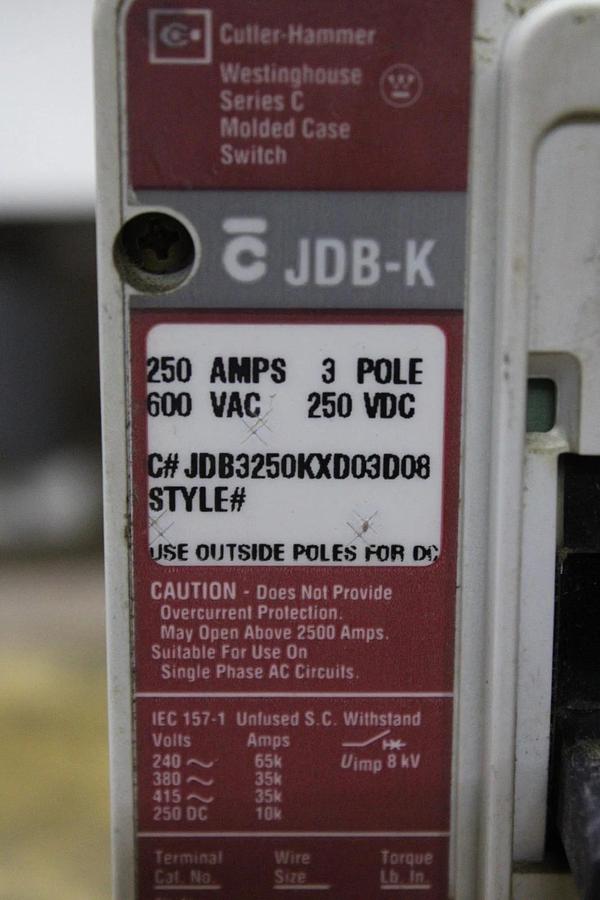 Cutler-Hammer
Westinghouse
Series C
Molded Case
Switch
C JDB-K
250 AMPS 3 POLE
600 VAC 250 VDC
C# JDB3250KXD03D08
STYLE#
USE OUTSIDE POLES FOR DC
CAUTION - Does Not Provide
Overcurrent Protection.
May Open Above 2500 Amps.
Suitable For Use On
Single Phase AC Circuits.
IEC 157-1 Unfused S.C. Withstand
Volts Amps
240 ~ 65k Uimp 8 kV
380 ~ 35k
415 ~ 35k
250 DC 10k
Terminal Wire Torque
Cat. No. Size Lb. In.